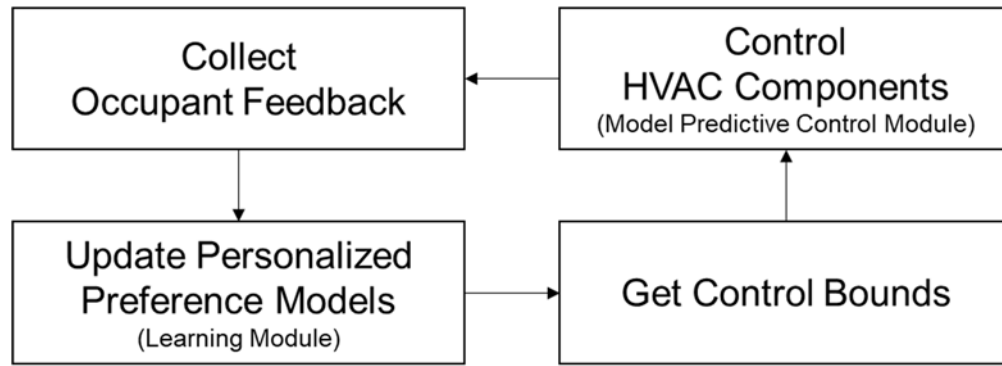 Collect
Occupant Feedback
Control
HVAC Components
(Model Predictive Control Module)
Update Personalized
Preference Models
(Learning Module)
Get Control Bounds